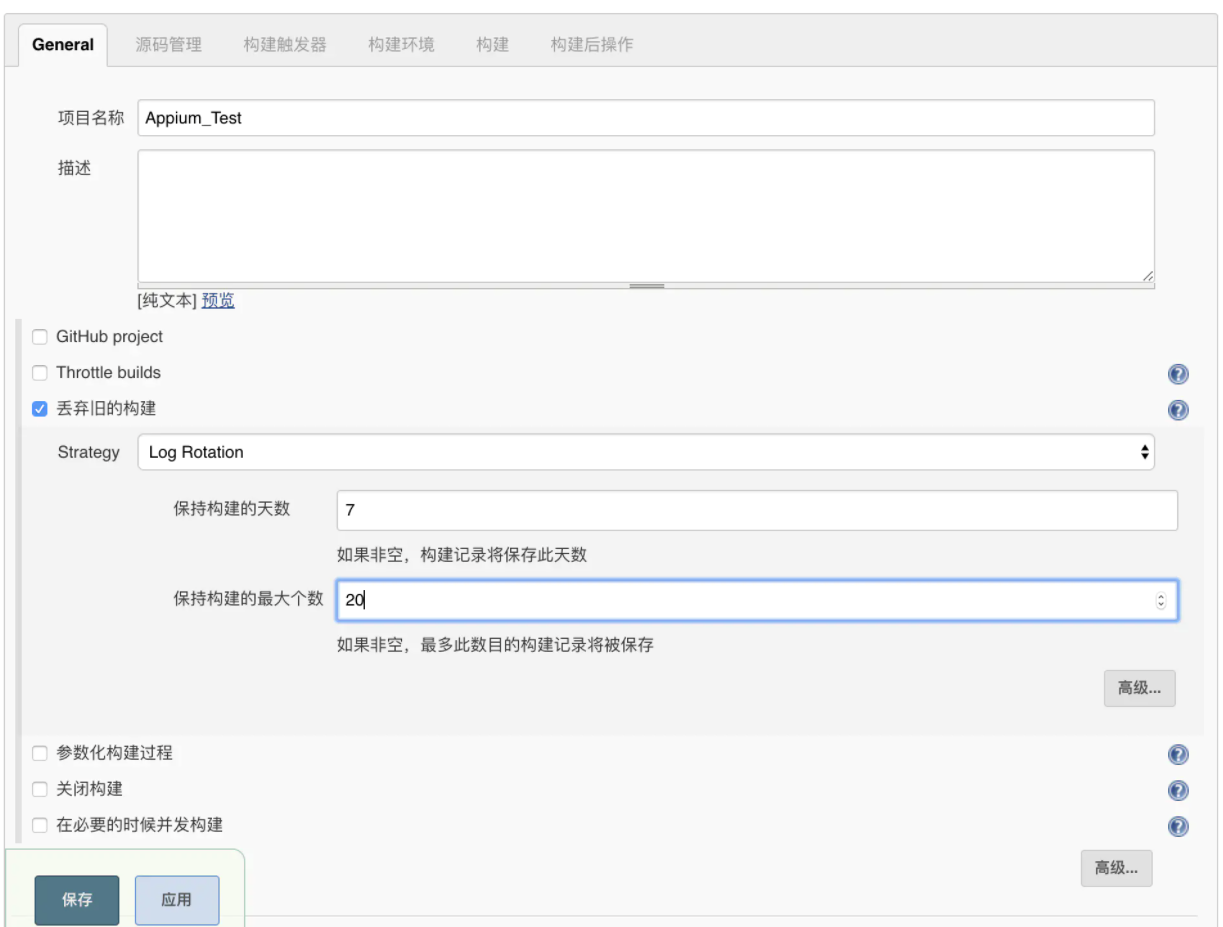 General 源码管理 构建触发器 构建环境 构建 构建后操作
项目名称 Appium_Test
描述
[纯文本] 预览
GitHub project
Throttle builds
丢弃旧的构建
Strategy Log Rotation
保持构建的天数 7
如果非空，构建记录将保存此天数
保持构建的最大个数 20
如果非空，最多此数目的构建记录将被保存
高级...
参数化构建过程
关闭构建
在必要的时候并发构建
高级...
保存 应用